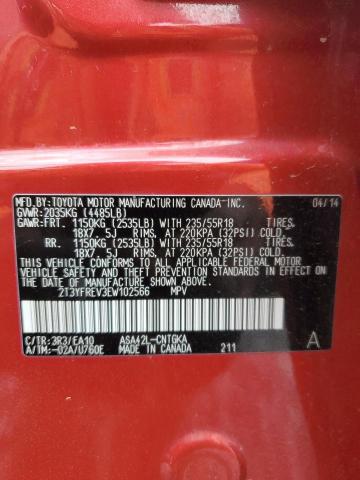 MFD.BY:TOYOTA MOTOR MANUFACTURING CANADA-INC. 04/14
GVWR:2035KG (4485LB)
GAWR:FRT. 1150KG (2535LB) WITH 235/55R18 TIRES
18X7.5J RIMS, AT 220KPA (32PSI) COLD.
RR. 1150KG (2535LB) WITH 235/55R18 TIRES
18X7.5J RIMS, AT 220KPA (32PSI) COLD.
THIS VEHICLE CONFORMS TO ALL APPLICABLE FEDERAL MOTOR
VEHICLE SAFETY, BUMPER, AND THEFT PREVENTION STANDARDS
IN EFFECT ON THE DATE OF MANUFACTURE SHOWN ABOVE.
2T3YFREV3EW102566 MPV
C/TR:3R3/EA10 ASA42L-CNTGKA A
A/TM:-02A/U760E MADE IN CANADA 211